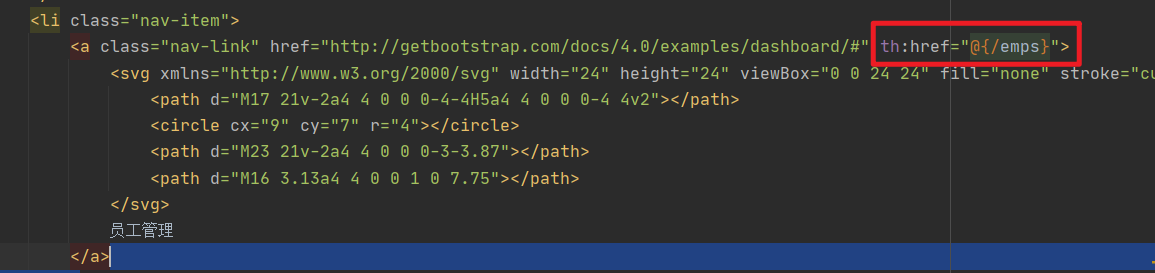 <li class="nav-item">
<a class="nav-link" href="http://getbootstrap.com/docs/4.0/examples/dashboard/#" th:href="@{/emps}">
<svg xmlns="http://www.w3.org/2000/svg" width="24" height="24" viewBox="0 0 24 24" fill="none" stroke="cu
<path d="M17 21v-2a4 4 0 0 0-4-4H5a4 4 0 0 0-4 4v2"></path>
<circle cx="9" cy="7" r="4"></circle>
<path d="M23 21v-2a4 4 0 0 0-3-3.87"></path>
<path d="M16 3.13a4 4 0 0 1 0 7.75"></path>
</svg>
员工管理
</a>